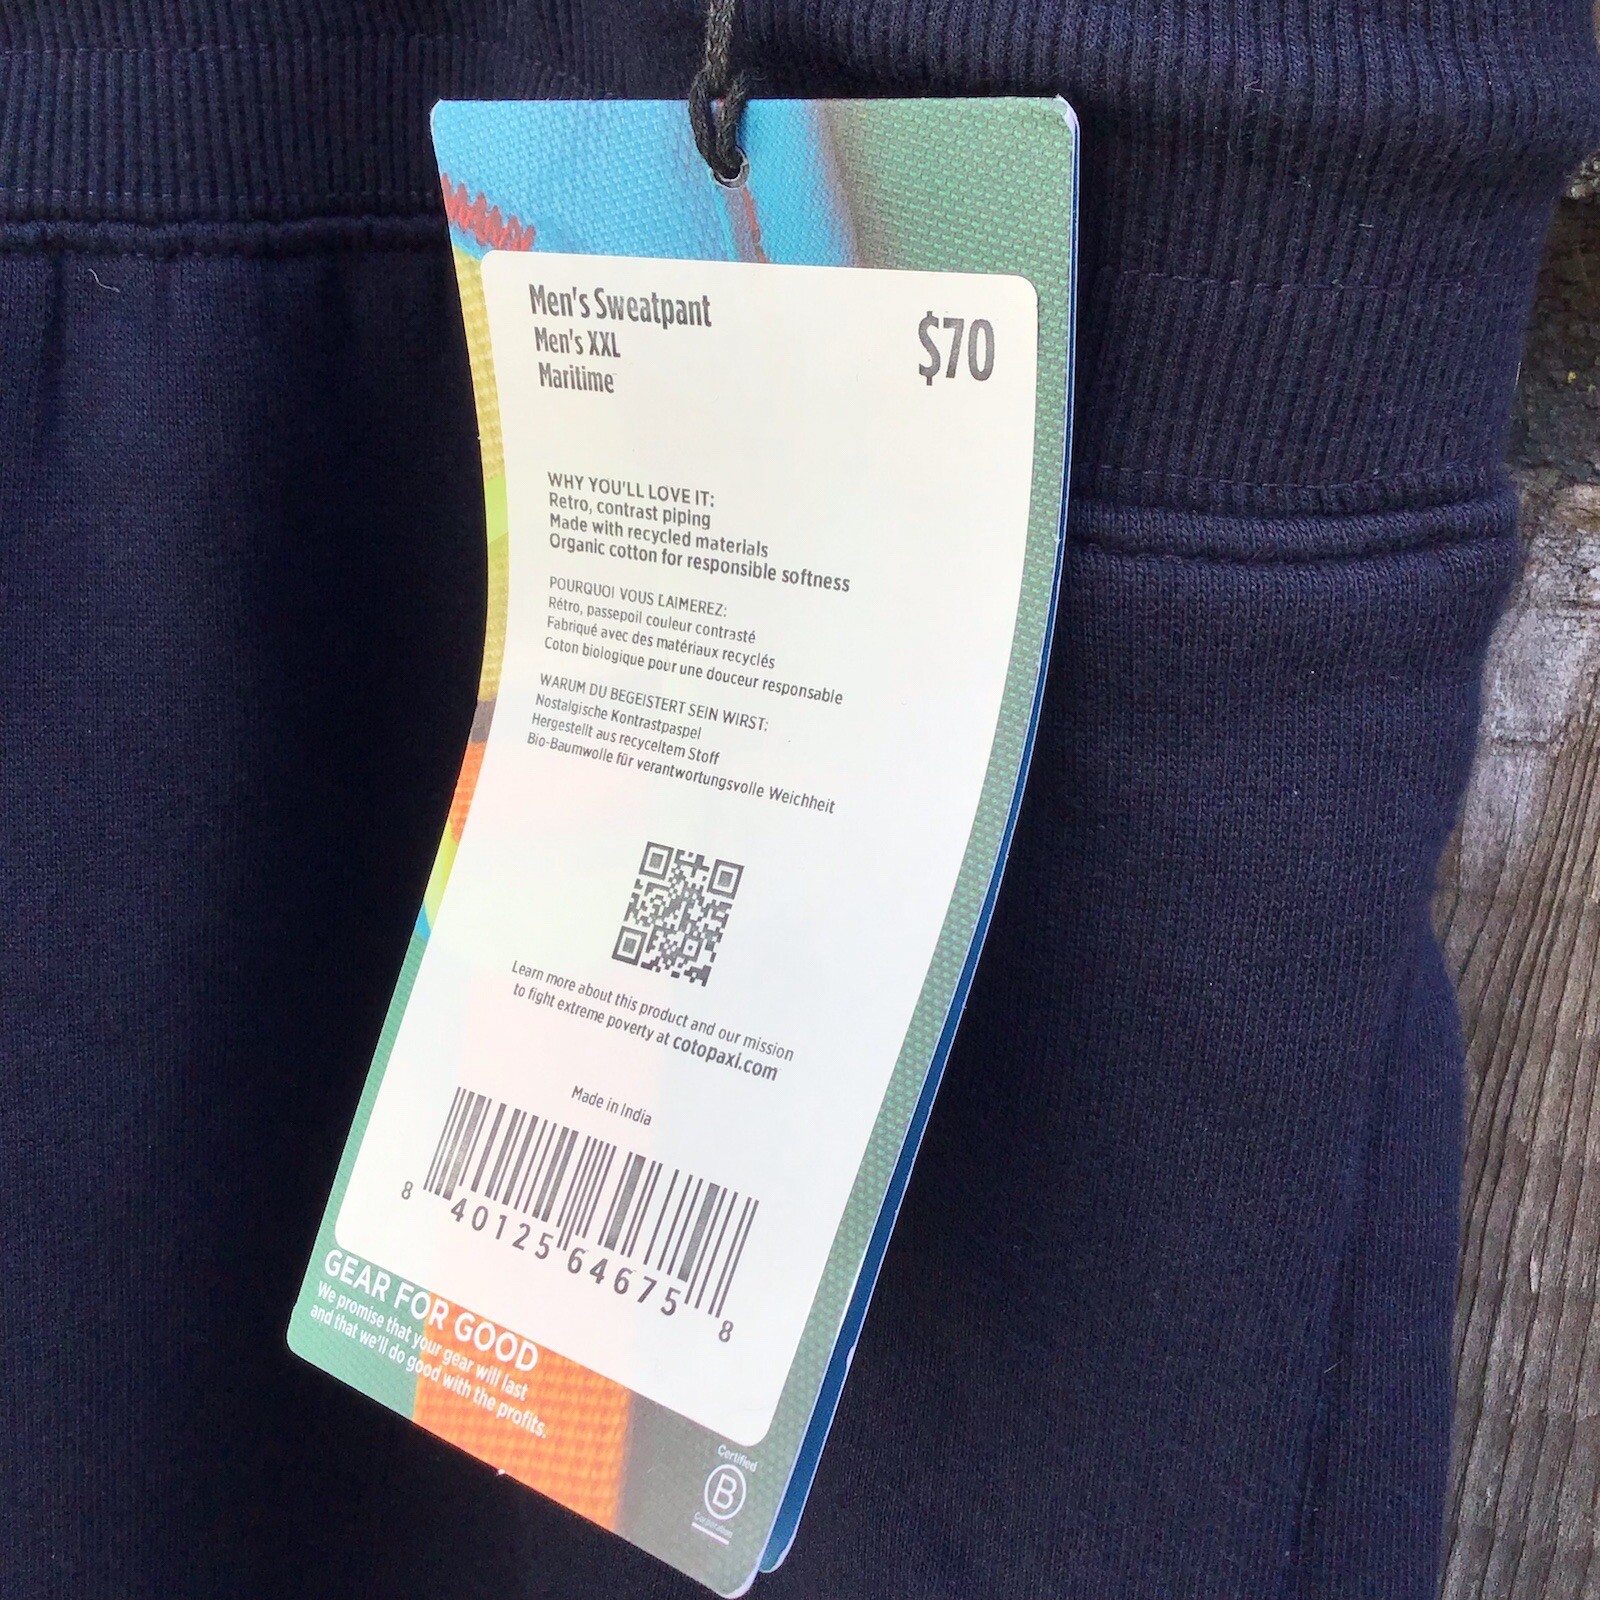 Men's Sweatpant
$70
Men's XXL
Maritime
WHY YOU'LL LOVE IT:
Retro, contrast piping
Made with recycled materials
Organic cotton for responsible softness
POURQUOI VOUS L'AIMEREZ:
Rétro, passepoil couleur contrasté
Fabriqué avec des matériaux recyclés
Coton biologique pour une douceur responsable
WARUM DU BEGEISTERT SEIN WIRST:
Nostalgische Kontrastpaspel
Hergestellt aus recyceltem Stoff
Bio-Baumwolle für verantwortungsvolle Weichheit
Learn more about this product and our mission
to fight extreme poverty at cotopaxi.com
Made in India
8 40125 64675 8
GEAR FOR GOOD
We promise that your gear will last
and that we'll do good with the profits.
Certified
B
Corporation